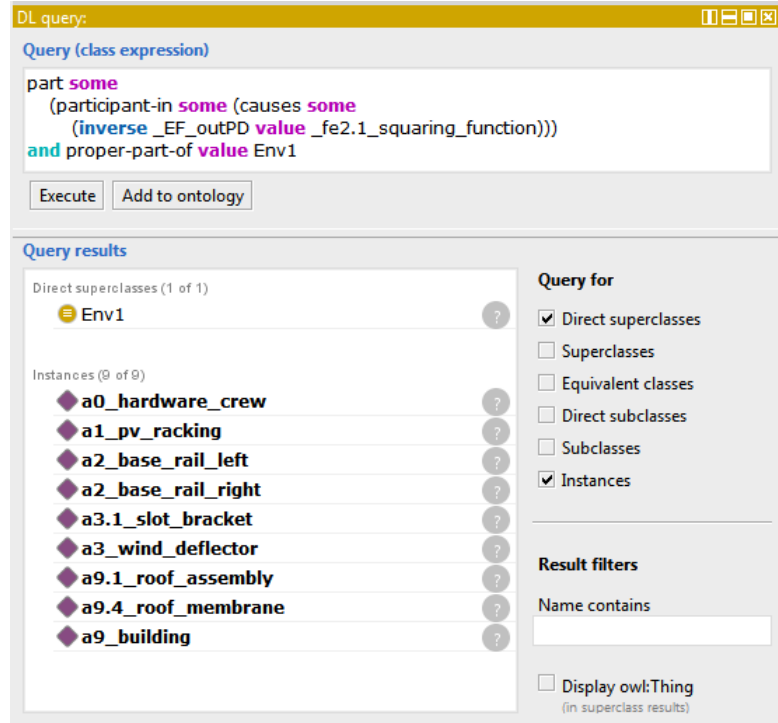 DL query:
Query (class expression)
part some
(participant-in some (causes some
(inverse _EF_outPD value _fe2.1_squaring_function)))
and proper-part-of value Env1
Execute
Add to ontology
Query results
Direct superclasses (1 of 1)
Env1
?
Instances (9 of 9)
a0_hardware_crew
?
a1_pv_racking
?
a2_base_rail_left
?
a2_base_rail_right
?
a3.1_slot_bracket
?
a3_wind_deflector
?
a9.1_roof_assembly
?
a9.4_roof_membrane
?
a9_building
?
Query for
Direct superclasses
Superclasses
Equivalent classes
Direct subclasses
Subclasses
Instances
Result filters
Name contains
Display owl:Thing
(in superclass results)